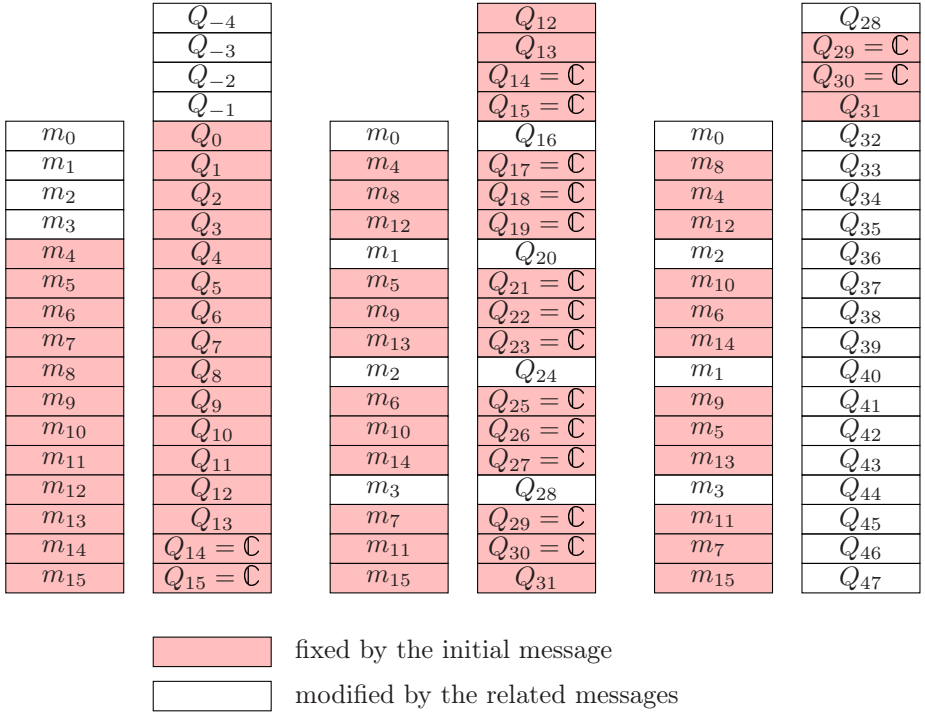 Q₋₄ Q₁₂ Q₂₈
Q₋₃ Q₁₃ Q₂₉ = ℂ
Q₋₂ Q₁₄ = ℂ Q₃₀ = ℂ
Q₋₁ Q₁₅ = ℂ Q₃₁
m₀ Q₀ m₀ Q₁₆ m₀ Q₃₂
m₁ Q₁ m₄ Q₁₇ = ℂ m₈ Q₃₃
m₂ Q₂ m₈ Q₁₈ = ℂ m₄ Q₃₄
m₃ Q₃ m₁₂ Q₁₉ = ℂ m₁₂ Q₃₅
m₄ Q₄ m₁ Q₂₀ m₂ Q₃₆
m₅ Q₅ m₅ Q₂₁ = ℂ m₁₀ Q₃₇
m₆ Q₆ m₉ Q₂₂ = ℂ m₆ Q₃₈
m₇ Q₇ m₁₃ Q₂₃ = ℂ m₁₄ Q₃₉
m₈ Q₈ m₂ Q₂₄ m₁ Q₄₀
m₉ Q₉ m₆ Q₂₅ = ℂ m₉ Q₄₁
m₁₀ Q₁₀ m₁₀ Q₂₆ = ℂ m₅ Q₄₂
m₁₁ Q₁₁ m₁₄ Q₂₇ = ℂ m₁₃ Q₄₃
m₁₂ Q₁₂ m₃ Q₂₈ m₃ Q₄₄
m₁₃ Q₁₃ m₇ Q₂₉ = ℂ m₁₁ Q₄₅
m₁₄ Q₁₄ = ℂ m₁₁ Q₃₀ = ℂ m₇ Q₄₆
m₁₅ Q₁₅ = ℂ m₁₅ Q₃₁ m₁₅ Q₄₇
fixed by the initial message
modified by the related messages